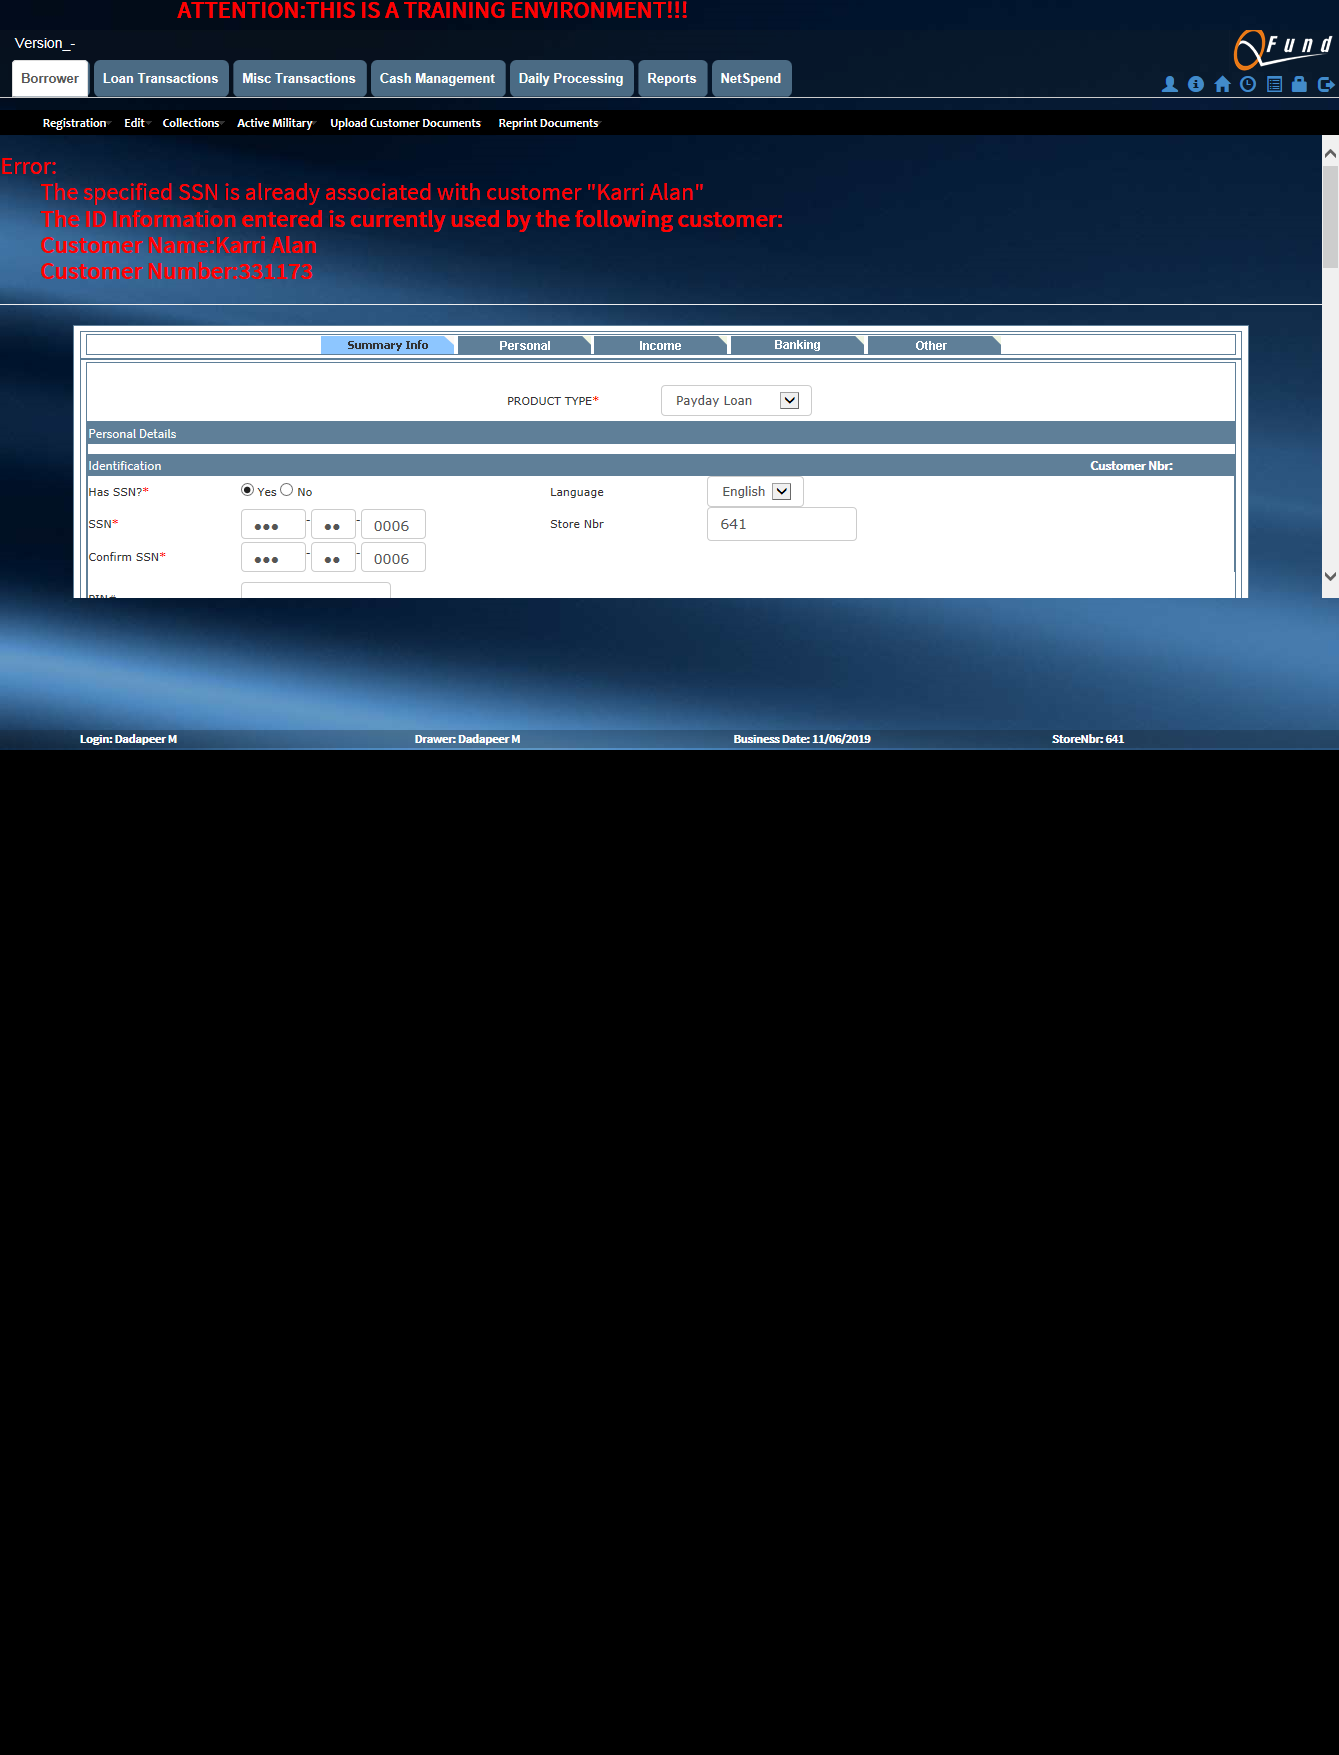 ATTENTION:THIS IS A TRAINING ENVIRONMENT!!!
Version_-
QFund
Borrower Loan Transactions Misc Transactions Cash Management Daily Processing Reports NetSpend
Registration Edit Collections Active Military Upload Customer Documents Reprint Documents
Error:
The specified SSN is already associated with customer "Karri Alan"
The ID Information entered is currently used by the following customer:
Customer Name:Karri Alan
Customer Number:331173
Summary Info Personal Income Banking Other
PRODUCT TYPE* Payday Loan
Personal Details
Identification Customer Nbr:
Has SSN?* Yes No Language English
SSN* ●●● - ●● - 0006 Store Nbr 641
Confirm SSN* ●●● - ●● - 0006
Login: Dadapeer M Drawer: Dadapeer M Business Date: 11/06/2019 StoreNbr: 641